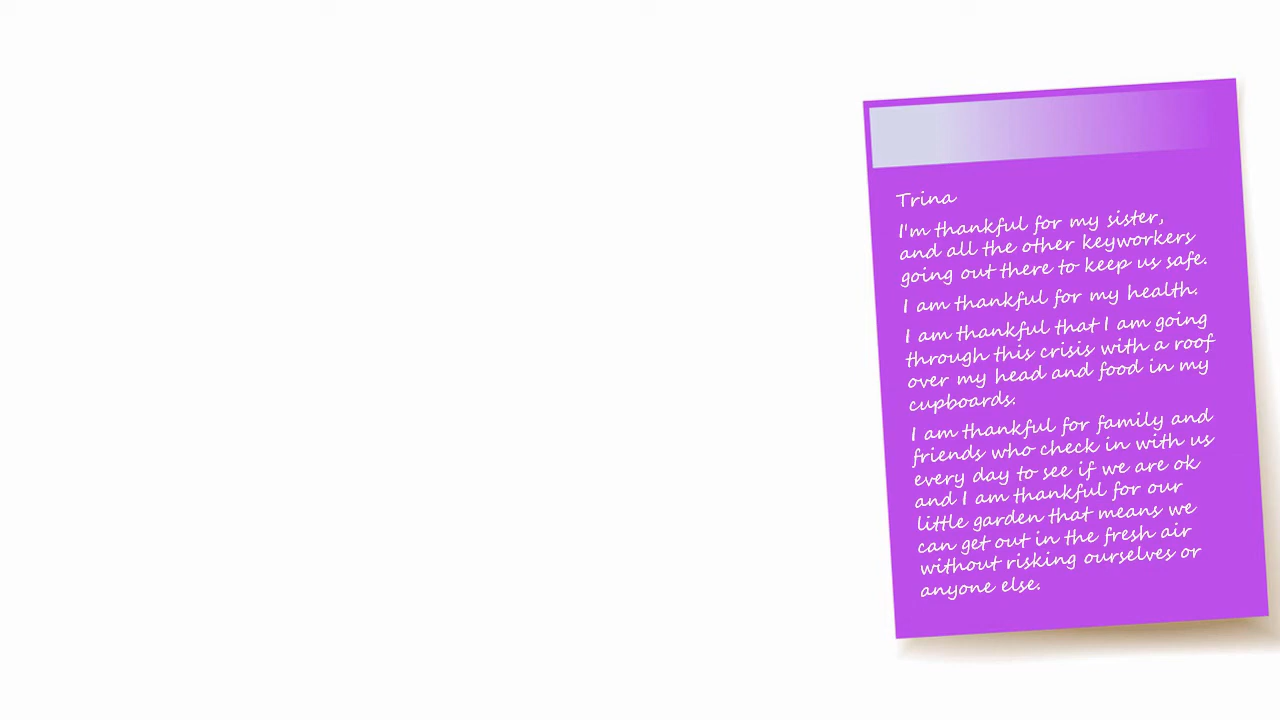 Trina
I'm thankful for my sister,
and all the other keyworkers
going out there to keep us safe.
I am thankful for my health.
I am thankful that I am going
through this crisis with a roof
over my head and food in my
cupboards.
I am thankful for family and
friends who check in with us
every day to see if we are ok
and I am thankful for our
little garden that means we
can get out in the fresh air
without risking ourselves or
anyone else.